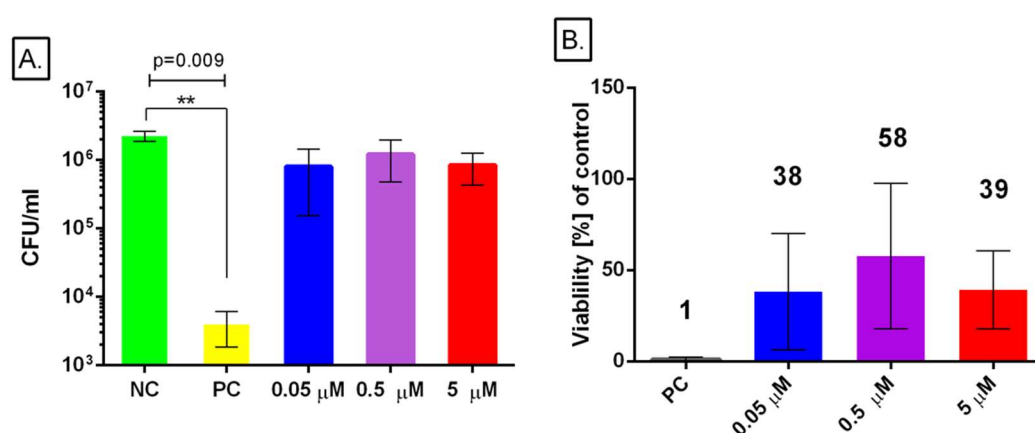 A.
p=0.009
**
10^7
10^6
10^5
10^4
10^3
CFU/ml
NC PC 0.05 μM 0.5 μM 5 μM
B.
150
100
50
0
Viablility [%] of control
1
38
58
39
PC 0.05 μM 0.5 μM 5 μM